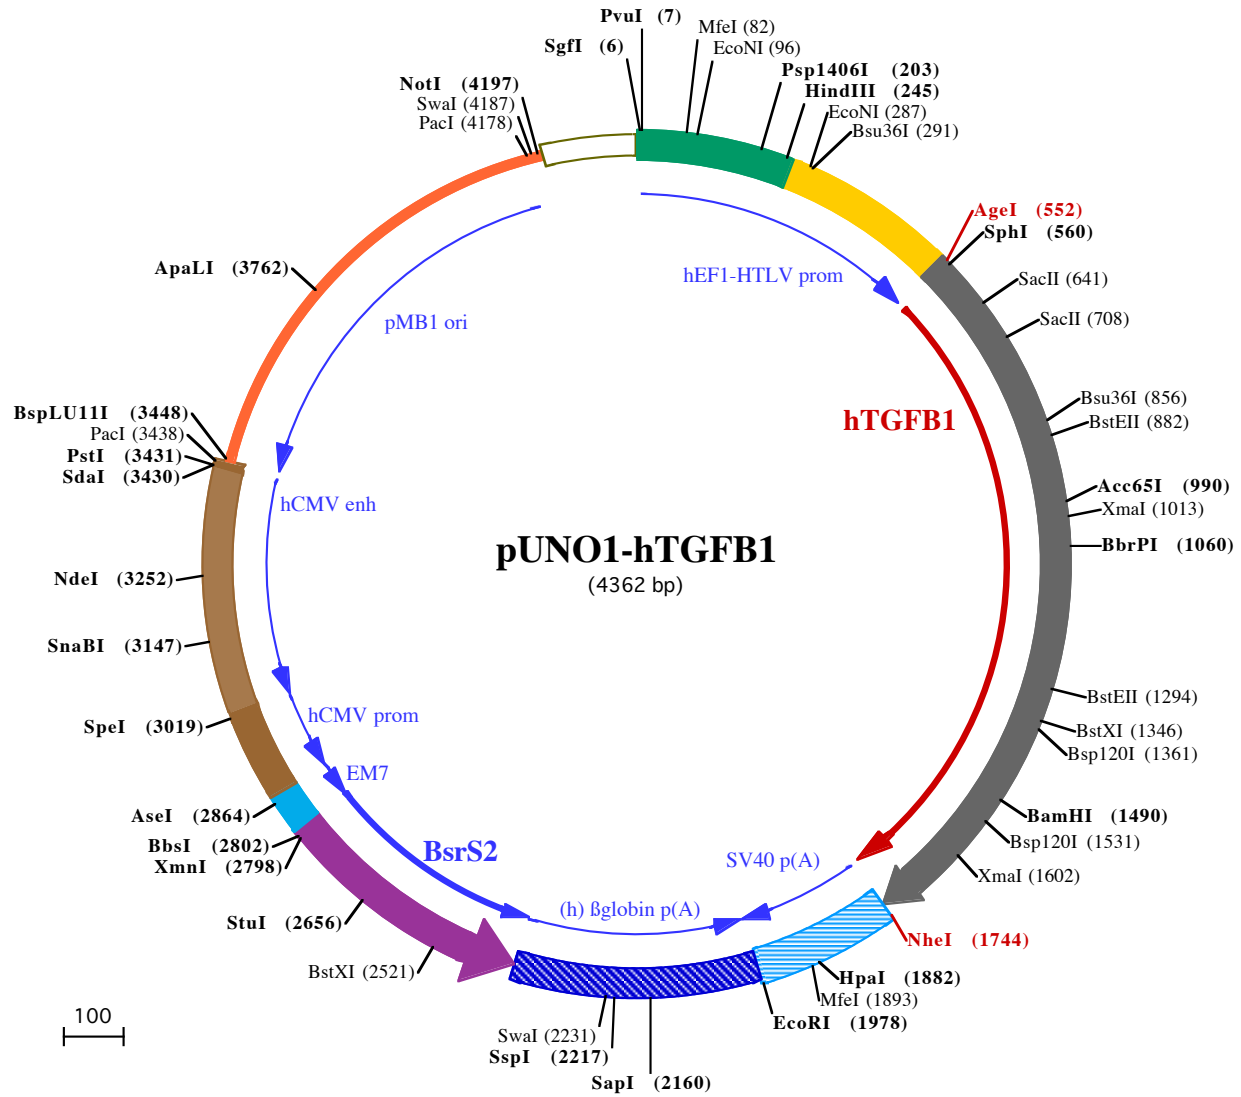 PvuI (7)
SgfI (6)
MfeI (82)
EcoNI (96)
Psp1406I (203)
HindIII (245)
EcoNI (287)
Bsu36I (291)
NotI (4197)
SwaI (4187)
PacI (4178)
AgeI (552)
SphI (560)
SacII (641)
SacII (708)
Bsu36I (856)
BstEII (882)
Acc65I (990)
XmaI (1013)
BbrPI (1060)
BstEII (1294)
BstXI (1346)
Bsp120I (1361)
BamHI (1490)
Bsp120I (1531)
XmaI (1602)
NheI (1744)
HpaI (1882)
MfeI (1893)
EcoRI (1978)
SapI (2160)
SspI (2217)
SwaI (2231)
BstXI (2521)
StuI (2656)
XmnI (2798)
BbsI (2802)
AseI (2864)
SpeI (3019)
SnaBI (3147)
NdeI (3252)
SdaI (3430)
PstI (3431)
PacI (3438)
BspLU11I (3448)
ApaLI (3762)
hEF1-HTLV prom
pMB1 ori
hTGFB1
hCMV enh
pUNO1-hTGFB1
(4362 bp)
hCMV prom
EM7
BsrS2
SV40 p(A)
(h) ßglobin p(A)
100